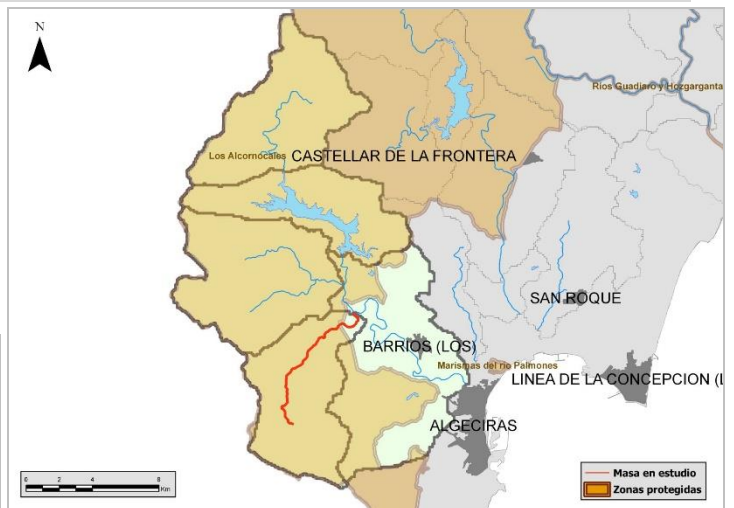 N
Ríos Guadiaro y Hozgarganta
Los Alcornocales
CASTELLAR DE LA FRONTERA
SAN ROQUE
BARRIOS (LOS)
Marismas del río Palmones
LINEA DE LA CONCEPCION (L
ALGECIRAS
0 2 4 8
Km
Masa en estudio
Zonas protegidas